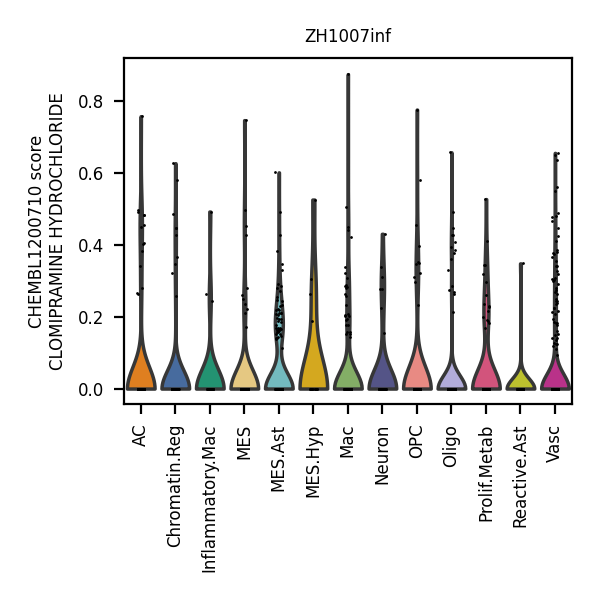 ZH1007inf
CHEMBL1200710 score
CLOMIPRAMINE HYDROCHLORIDE
0.8
0.6
0.4
0.2
0.0
AC
Chromatin.Reg
Inflammatory.Mac
MES
MES.Ast
MES.Hyp
Mac
Neuron
OPC
Oligo
Prolif.Metab
Reactive.Ast
Vasc